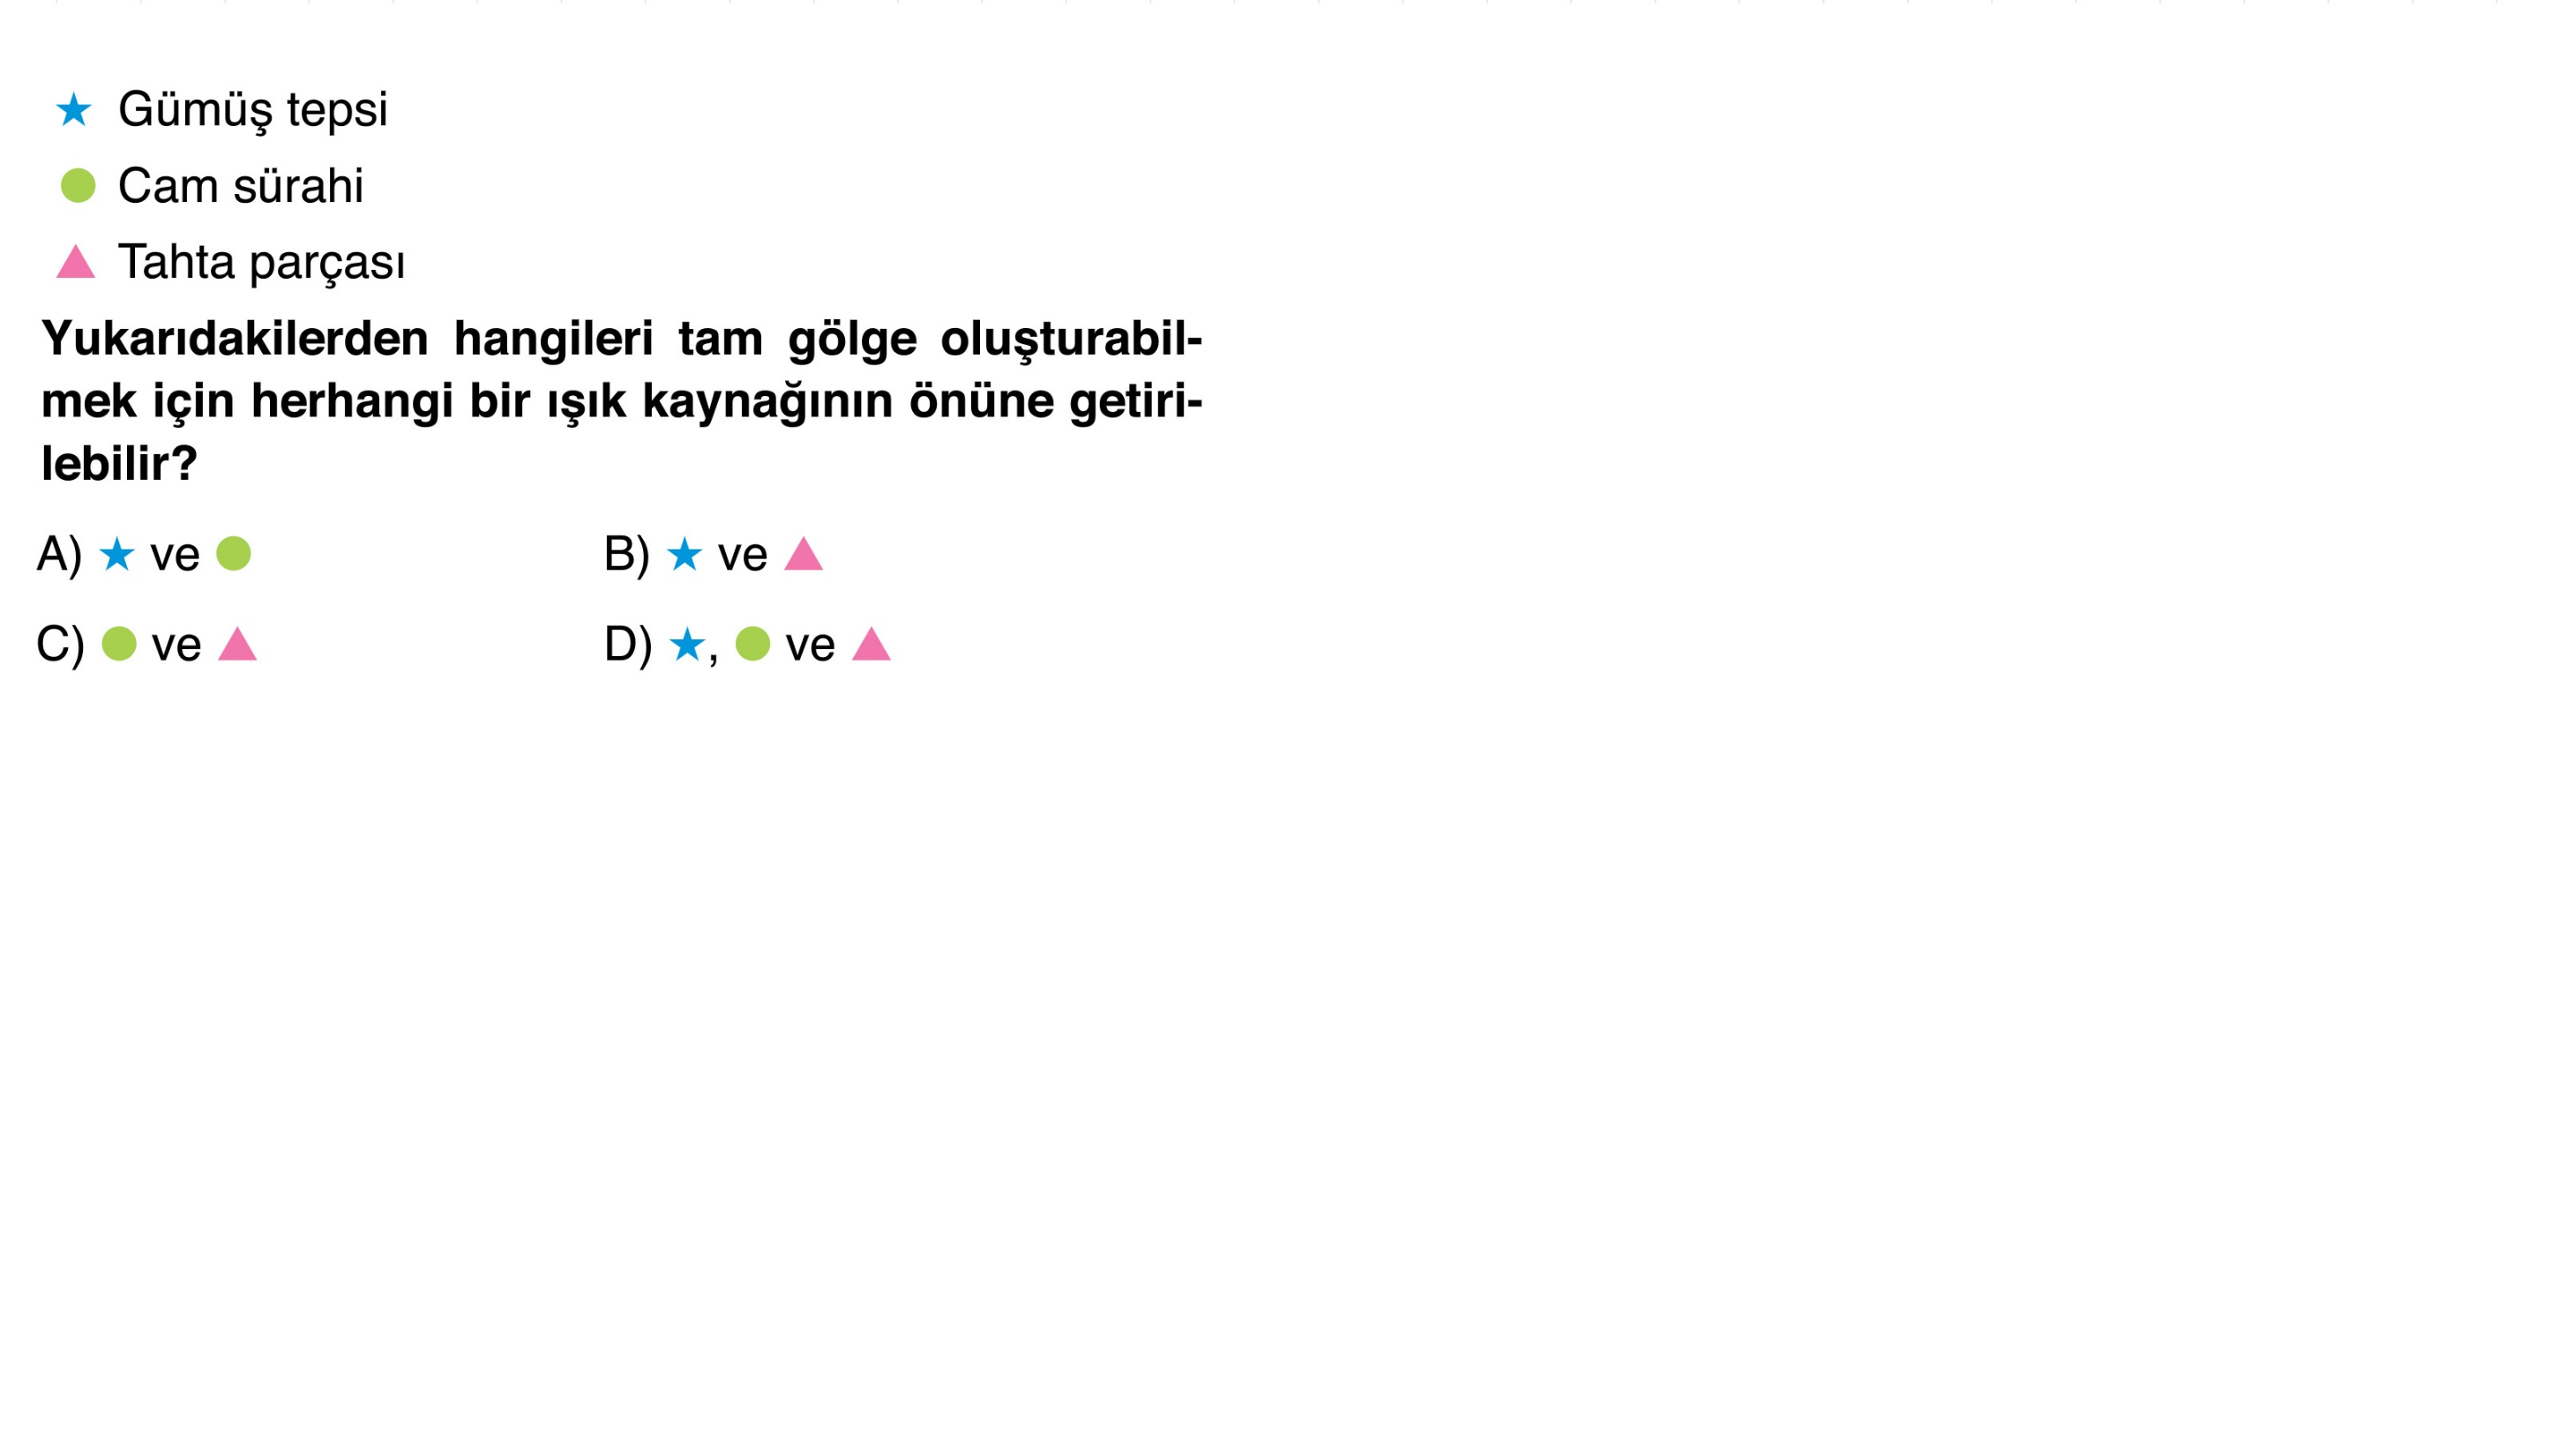 ★ Gümüş tepsi
● Cam sürahi
▲ Tahta parçası
Yukarıdakilerden hangileri tam gölge oluşturabil-
mek için herhangi bir ışık kaynağının önüne getiri-
lebilir?
A) ★ ve ●
B) ★ ve ▲
C) ● ve ▲
D) ★, ● ve ▲